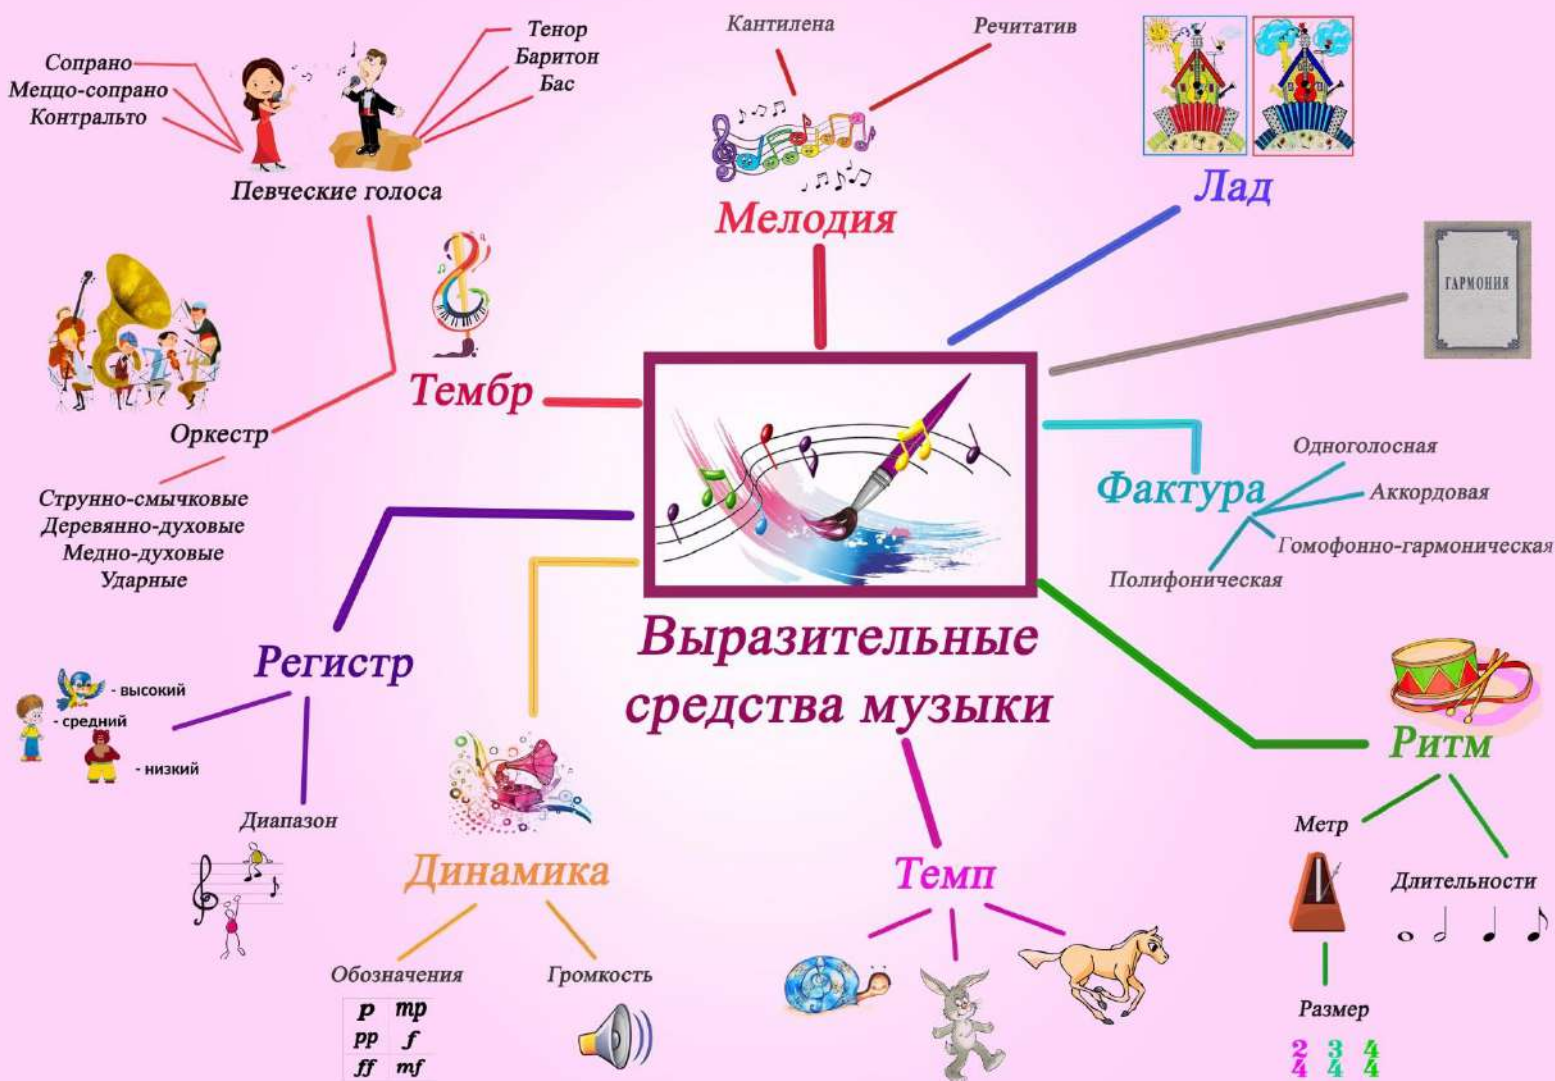 Сопрано
Меццо-сопрано
Контральто
Тенор
Баритон
Бас
Певческие голоса
Кантилена
Речитатив
Мелодия
Лад
ГАРМОНИЯ
Тембр
Оркестр
Струнно-смычковые
Деревянно-духовые
Медно-духовые
Ударные
Фактура
Одноголосная
Аккордовая
Гомофонно-гармоническая
Полифоническая
Выразительные
средства музыки
Регистр
- высокий
- средний
- низкий
Диапазон
Динамика
Обозначения
p mp
pp f
ff mf
Громкость
Темп
Ритм
Метр
Длительности
Размер
2 3 4
4 4 4